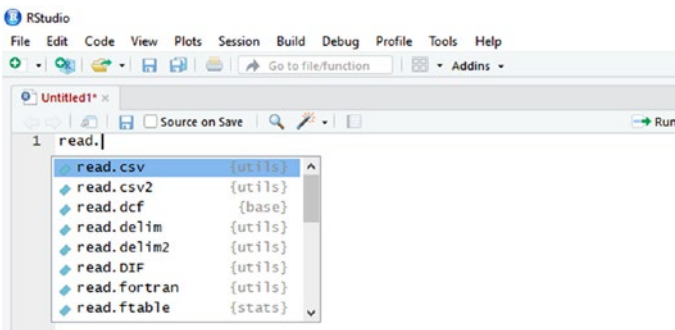 RStudio
File Edit Code View Plots Session Build Debug Profile Tools Help
Go to file/function Addins
Untitled1*
Source on Save Run
1 read.
read.csv {utils}
read.csv2 {utils}
read.dcf {base}
read.delim {utils}
read.delim2 {utils}
read.DIF {utils}
read.fortran {utils}
read.ftable {stats}